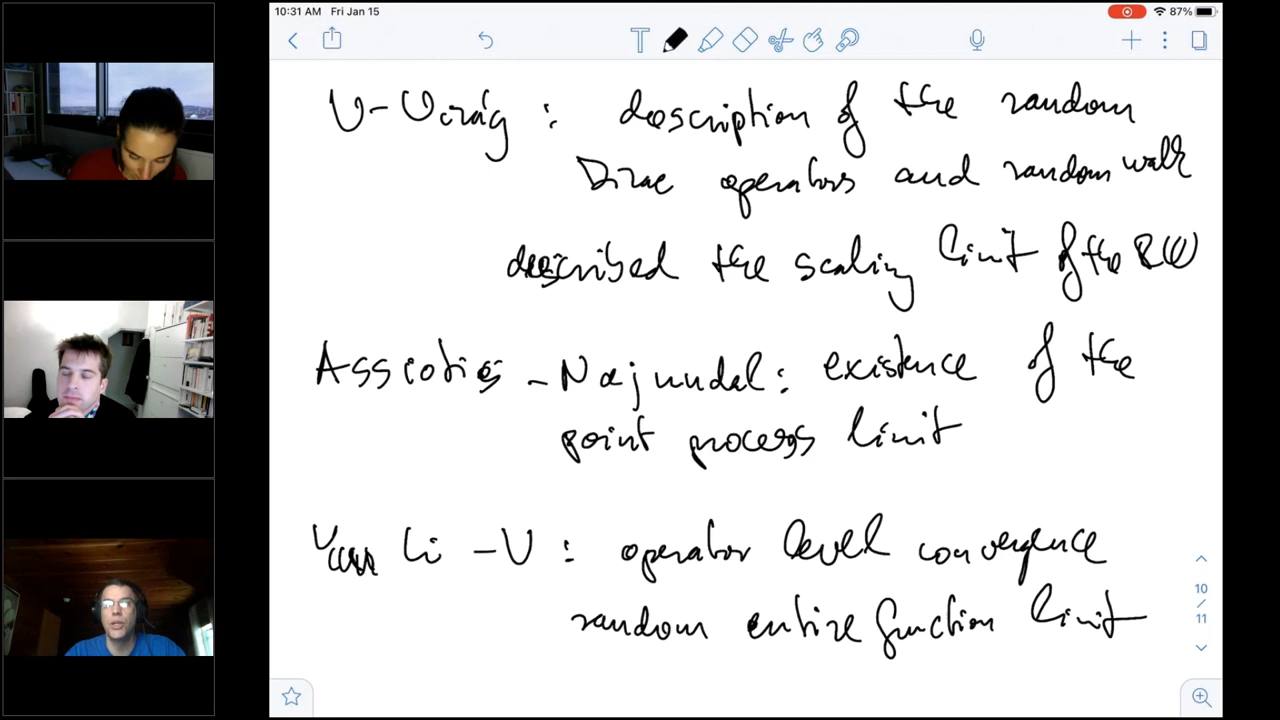 10:31 AM Fri Jan 15
87%
V-Virág : description of the random
Dirac operators and random walk
described the scaling limit of the RW
Assiotis - Najnudel : existence of the
point process limit
Yun Li - V : operator level convergence
random entire function limit
10
/
11